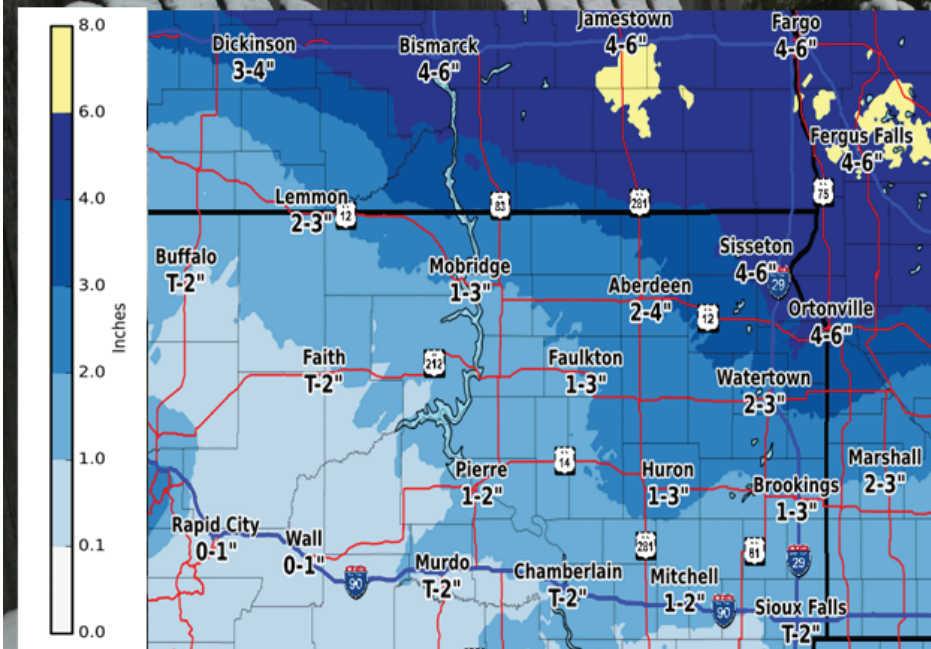 8.0
6.0
4.0
3.0
2.0
1.0
0.1
0.0
Inches
Dickinson
3-4"
Bismarck
4-6"
Jamestown
4-6"
Fargo
4-6"
Fergus Falls
4-6"
Lemmon
2-3"
12
83
281
75
Buffalo
T-2"
Mobridge
1-3"
Aberdeen
2-4"
Sisseton
4-6"
29
12
Ortonville
4-6"
Faith
T-2"
212
Faulkton
1-3"
Watertown
2-3"
Pierre
1-2"
14
Huron
1-3"
Brookings
1-3"
Marshall
2-3"
Rapid City
0-1"
Wall
0-1"
90
Murdo
T-2"
Chamberlain
T-2"
281
Mitchell
1-2"
81
29
90
Sioux Falls
T-2"